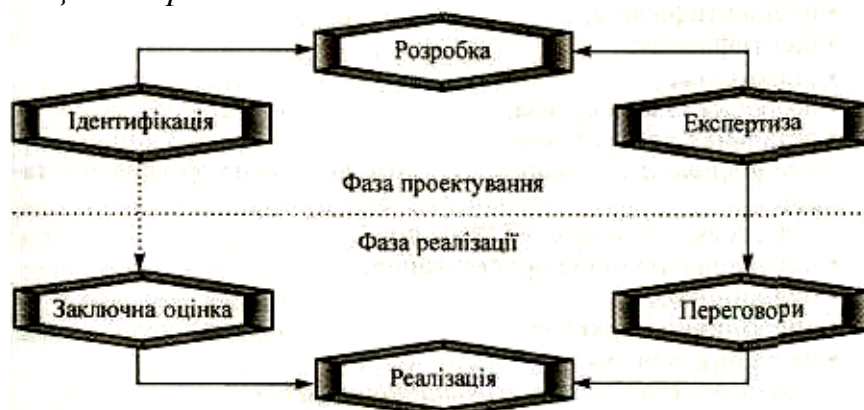 Розробка
Ідентифікація
Експертиза
Фаза проектування
Фаза реалізації
Заключна оцінка
Переговори
Реалізація